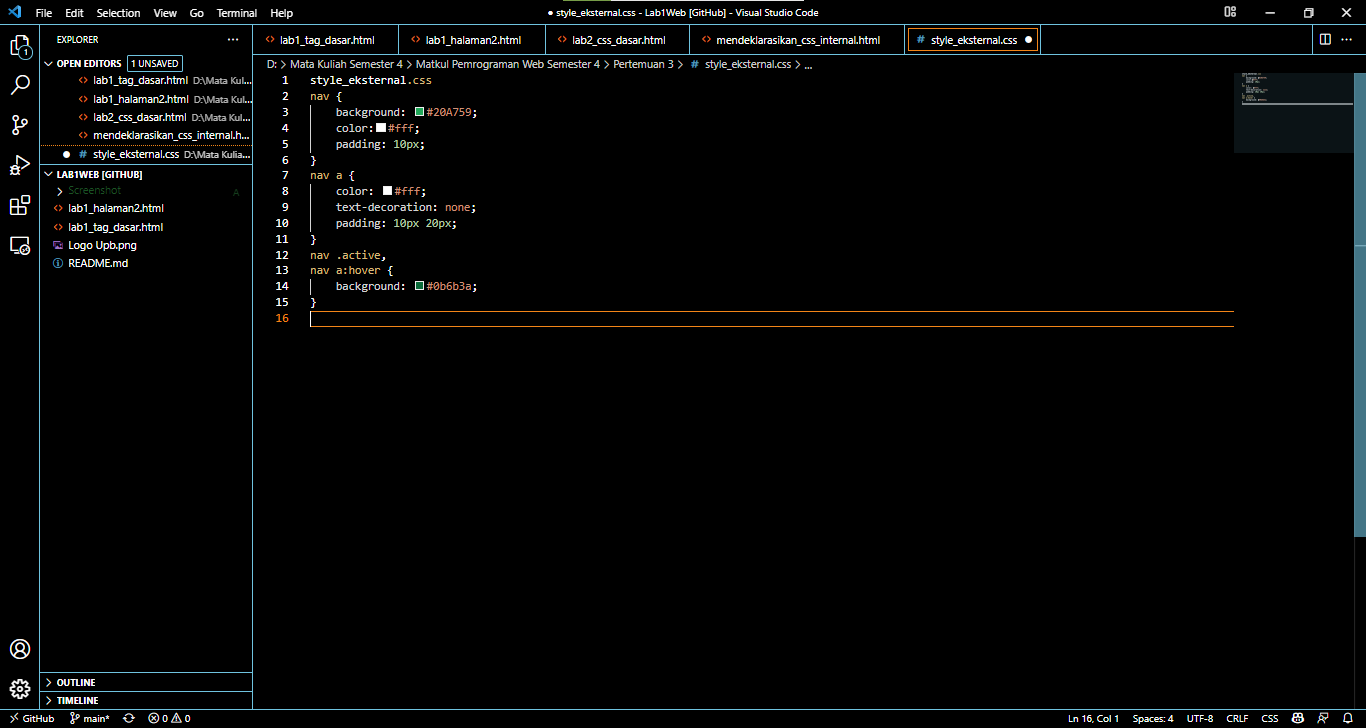 File Edit Selection View Go Terminal Help
● style_eksternal.css - Lab1Web [GitHub] - Visual Studio Code
EXPLORER ...
lab1_tag_dasar.html lab1_halaman2.html lab2_css_dasar.html mendeklarasikan_css_internal.html # style_eksternal.css
D: > Mata Kuliah Semester 4 > Matkul Pemrograman Web Semester 4 > Pertemuan 3 > # style_eksternal.css > ...
1
OPEN EDITORS 1 UNSAVED
lab1_tag_dasar.html D:\Mata Kul...
lab1_halaman2.html D:\Mata Kul...
lab2_css_dasar.html D:\Mata Kul...
mendeklarasikan_css_internal.h...
# style_eksternal.css D:\Mata Kulia...
LAB1WEB [GITHUB]
Screenshot A
lab1_halaman2.html
lab1_tag_dasar.html
Logo Upb.png
README.md
OUTLINE
TIMELINE
1 style_eksternal.css
2 nav {
3 background: #20A759;
4 color:#fff;
5 padding: 10px;
6 }
7 nav a {
8 color: #fff;
9 text-decoration: none;
10 padding: 10px 20px;
11 }
12 nav .active,
13 nav a:hover {
14 background: #0b6b3a;
15 }
16
GitHub main* 0 0
Ln 16, Col 1 Spaces: 4 UTF-8 CRLF CSS